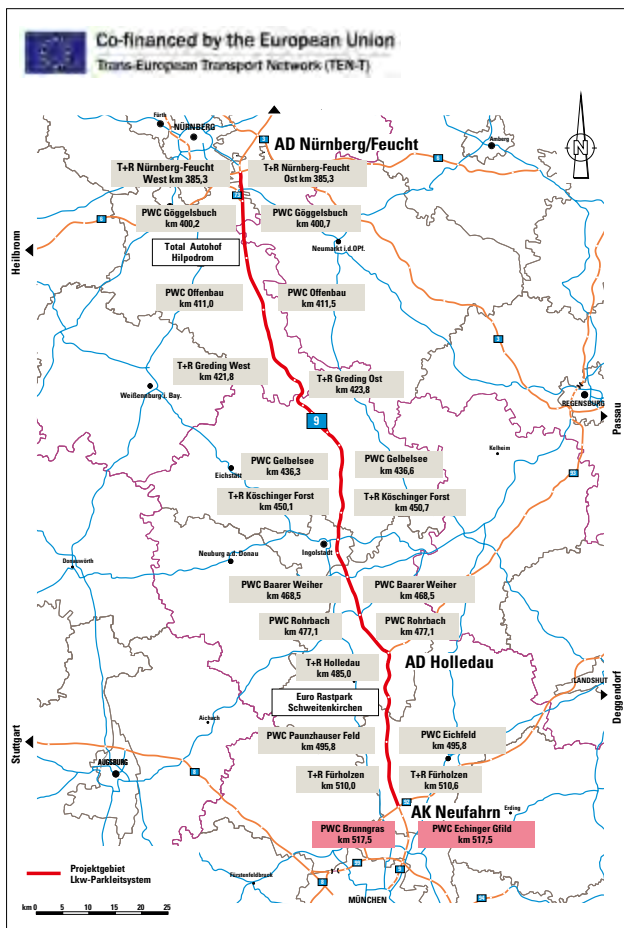 Co-financed by the European Union
Trans-European Transport Network (TEN-T)
Fürth
NÜRNBERG
AD Nürnberg/Feucht
Amberg
N
T+R Nürnberg-Feucht
West km 385,3
T+R Nürnberg-Feucht
Ost km 385,3
PWC Göggelsbuch
km 400,2
PWC Göggelsbuch
km 400,7
Heilbronn
Total Autohof
Hilpodrom
Neumarkt i.d.OPf.
PWC Offenbau
km 411,0
PWC Offenbau
km 411,5
3
T+R Greding West
km 421,8
T+R Greding Ost
km 423,8
Weißenburg i. Bay.
REGENSBURG
Passau
9
PWC Gelbelsee
km 436,3
PWC Gelbelsee
km 436,6
Kelheim
Eichstätt
T+R Köschinger Forst
km 450,1
T+R Köschinger Forst
km 450,7
Ingolstadt
Neuburg a.d. Donau
Donauwörth
PWC Baarer Weiher
km 468,5
PWC Baarer Weiher
km 468,5
PWC Rohrbach
km 477,1
PWC Rohrbach
km 477,1
AD Holledau
T+R Holledau
km 485,0
LANDSHUT
Deggendorf
Euro Rastpark
Schweitenkirchen
Aichach
PWC Paunzhauser Feld
km 495,8
PWC Eichfeld
km 495,8
Stuttgart
AUGSBURG
8
T+R Fürholzen
km 510,0
T+R Fürholzen
km 510,6
AK Neufahrn
Erding
PWC Brunngras
km 517,5
PWC Echinger Gfild
km 517,5
Projektgebiet
Lkw-Parkleitsystem
Fürstenfeldbruck
MÜNCHEN
km 0 5 10 15 20 25